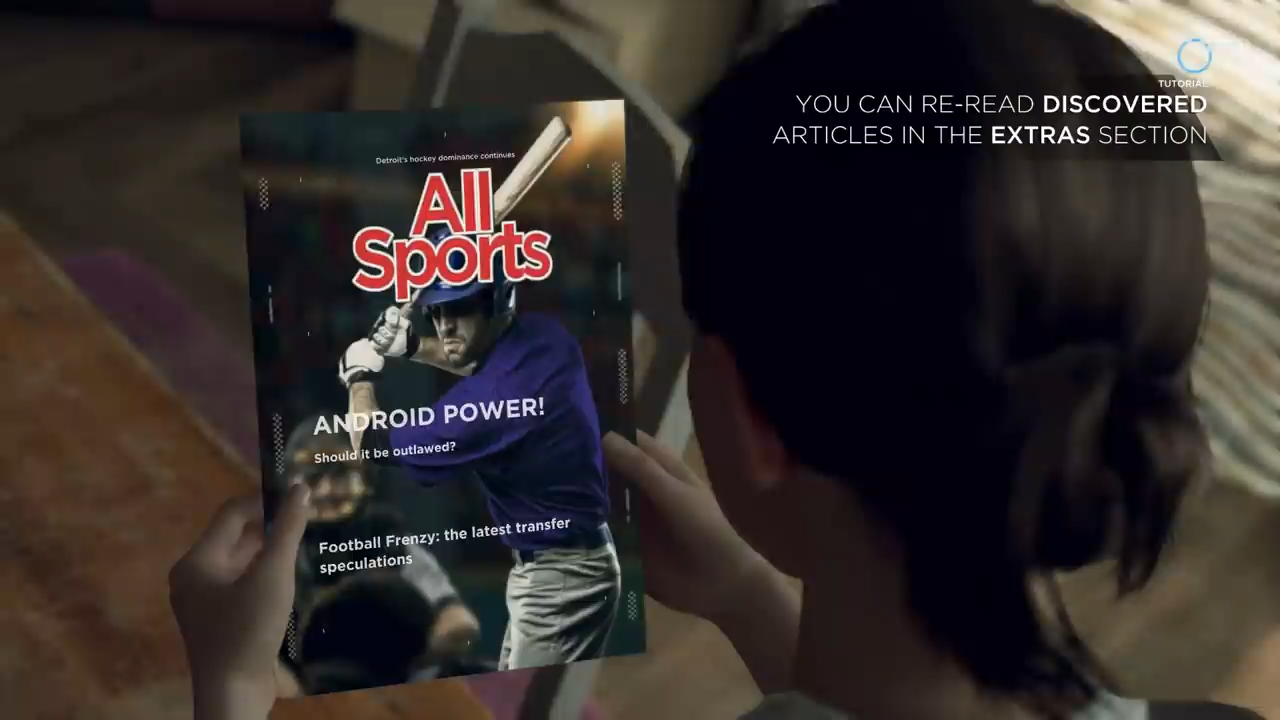 TUTORIAL
YOU CAN RE-READ DISCOVERED
ARTICLES IN THE EXTRAS SECTION
Detroit's hockey dominance continues
All
Sports
ANDROID POWER!
Should it be outlawed?
Football Frenzy: the latest transfer
speculations